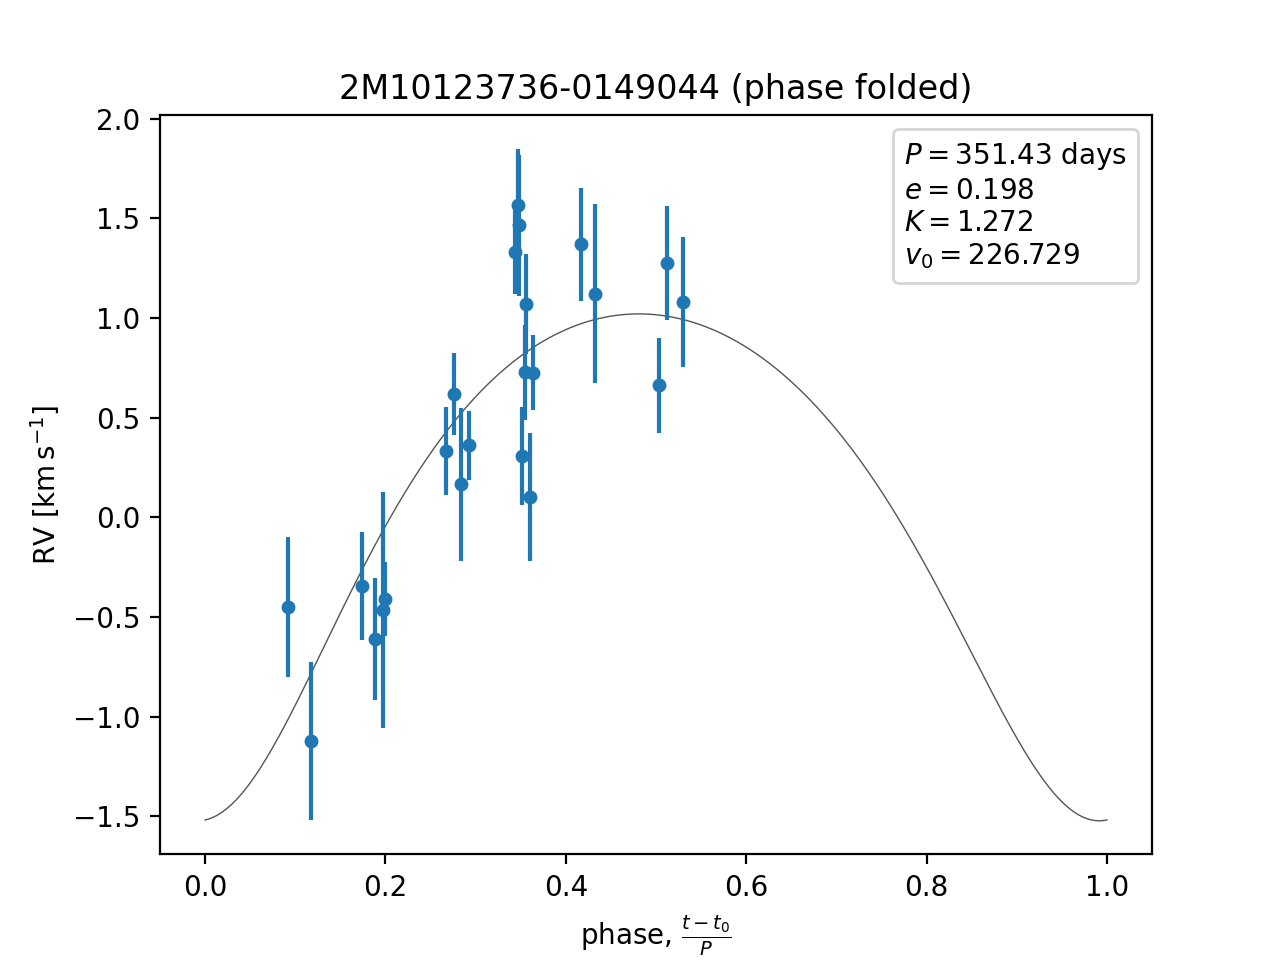 2M10123736-0149044 (phase folded)
P = 351.43 days
e = 0.198
K = 1.272
v₀ = 226.729
2.0
1.5
1.0
0.5
0.0
−0.5
−1.0
−1.5
RV [km s⁻¹]
0.0 0.2 0.4 0.6 0.8 1.0
phase, (t − t₀)/P